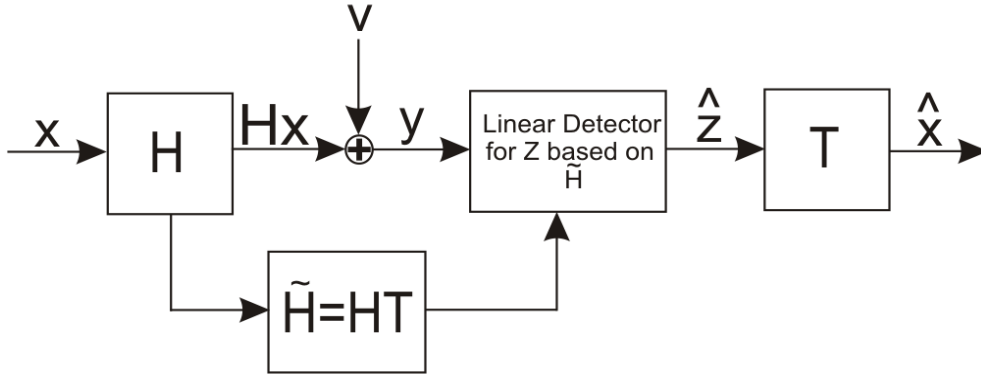 v
x
H
Hx
y
Linear Detector
for Z based on
H̃
ẑ
T
x̂
H̃=HT